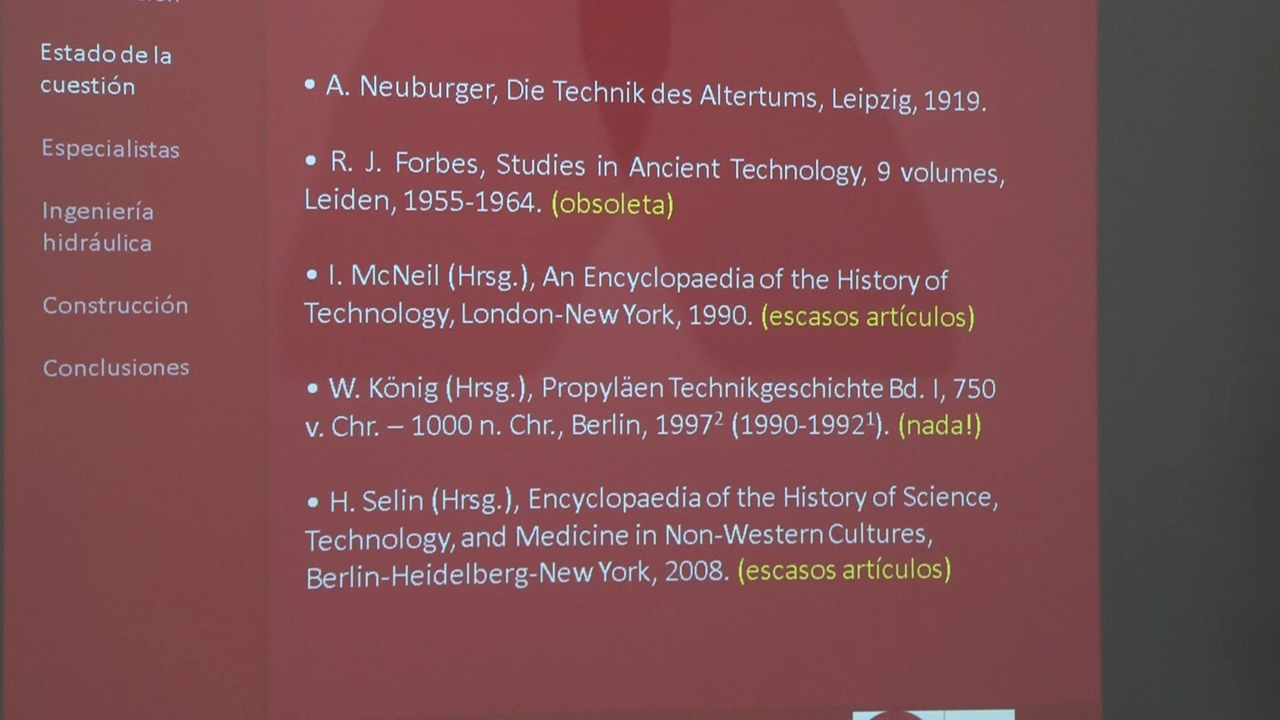 Estado de la
cuestión
Especialistas
Ingeniería
hidráulica
Construcción
Conclusiones
• A. Neuburger, Die Technik des Altertums, Leipzig, 1919.
• R. J. Forbes, Studies in Ancient Technology, 9 volumes,
Leiden, 1955-1964. (obsoleta)
• I. McNeil (Hrsg.), An Encyclopaedia of the History of
Technology, London-New York, 1990. (escasos artículos)
• W. König (Hrsg.), Propyläen Technikgeschichte Bd. I, 750
v. Chr. – 1000 n. Chr., Berlin, 1997² (1990-1992¹). (nada!)
• H. Selin (Hrsg.), Encyclopaedia of the History of Science,
Technology, and Medicine in Non-Western Cultures,
Berlin-Heidelberg-New York, 2008. (escasos artículos)